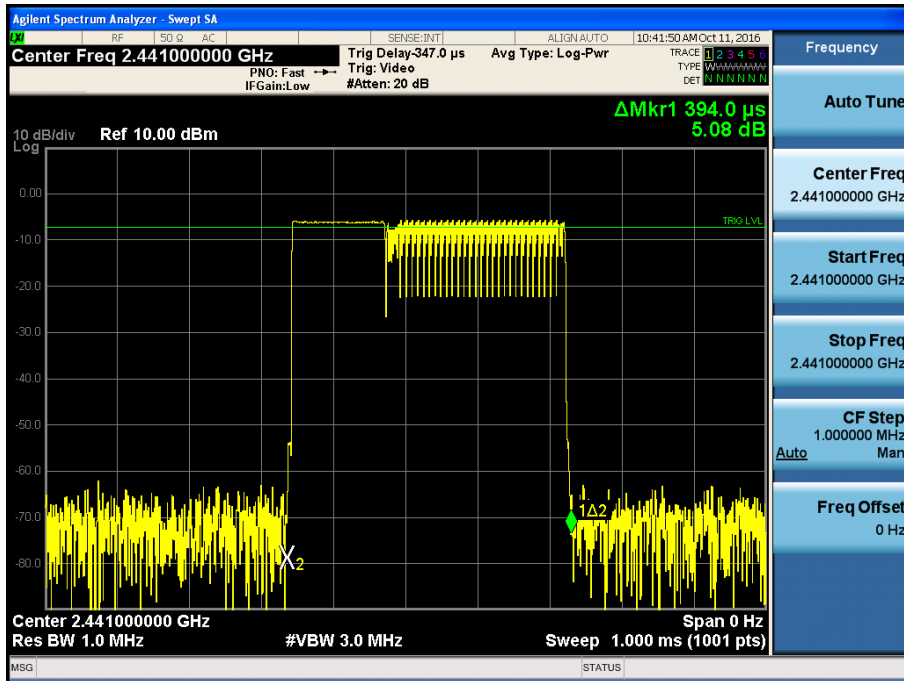 Agilent Spectrum Analyzer - Swept SA
LXI RF 50 Ω AC SENSE:INT ALIGN AUTO 10:41:50 AM Oct 11, 2016
Center Freq 2.441000000 GHz
PNO: Fast
IFGain:Low
Trig Delay-347.0 µs
Trig: Video
#Atten: 20 dB
Avg Type: Log-Pwr
TRACE 1 2 3 4 5 6
TYPE
DET N N N N N N
ΔMkr1 394.0 µs
5.08 dB
10 dB/div Ref 10.00 dBm
Log
0.00
TRIG LVL
-10.0
-20.0
-30.0
-40.0
-50.0
-60.0
-70.0
-80.0
1Δ2
2
Center 2.441000000 GHz Span 0 Hz
Res BW 1.0 MHz #VBW 3.0 MHz Sweep 1.000 ms (1001 pts)
MSG STATUS
Frequency
Auto Tune
Center Freq
2.441000000 GHz
Start Freq
2.441000000 GHz
Stop Freq
2.441000000 GHz
CF Step
1.000000 MHz
Auto Man
Freq Offset
0 Hz